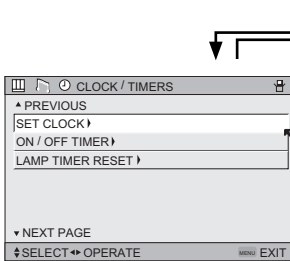 CLOCK / TIMERS
PREVIOUS
SET CLOCK
ON / OFF TIMER
LAMP TIMER RESET
NEXT PAGE
SELECT OPERATE MENU EXIT